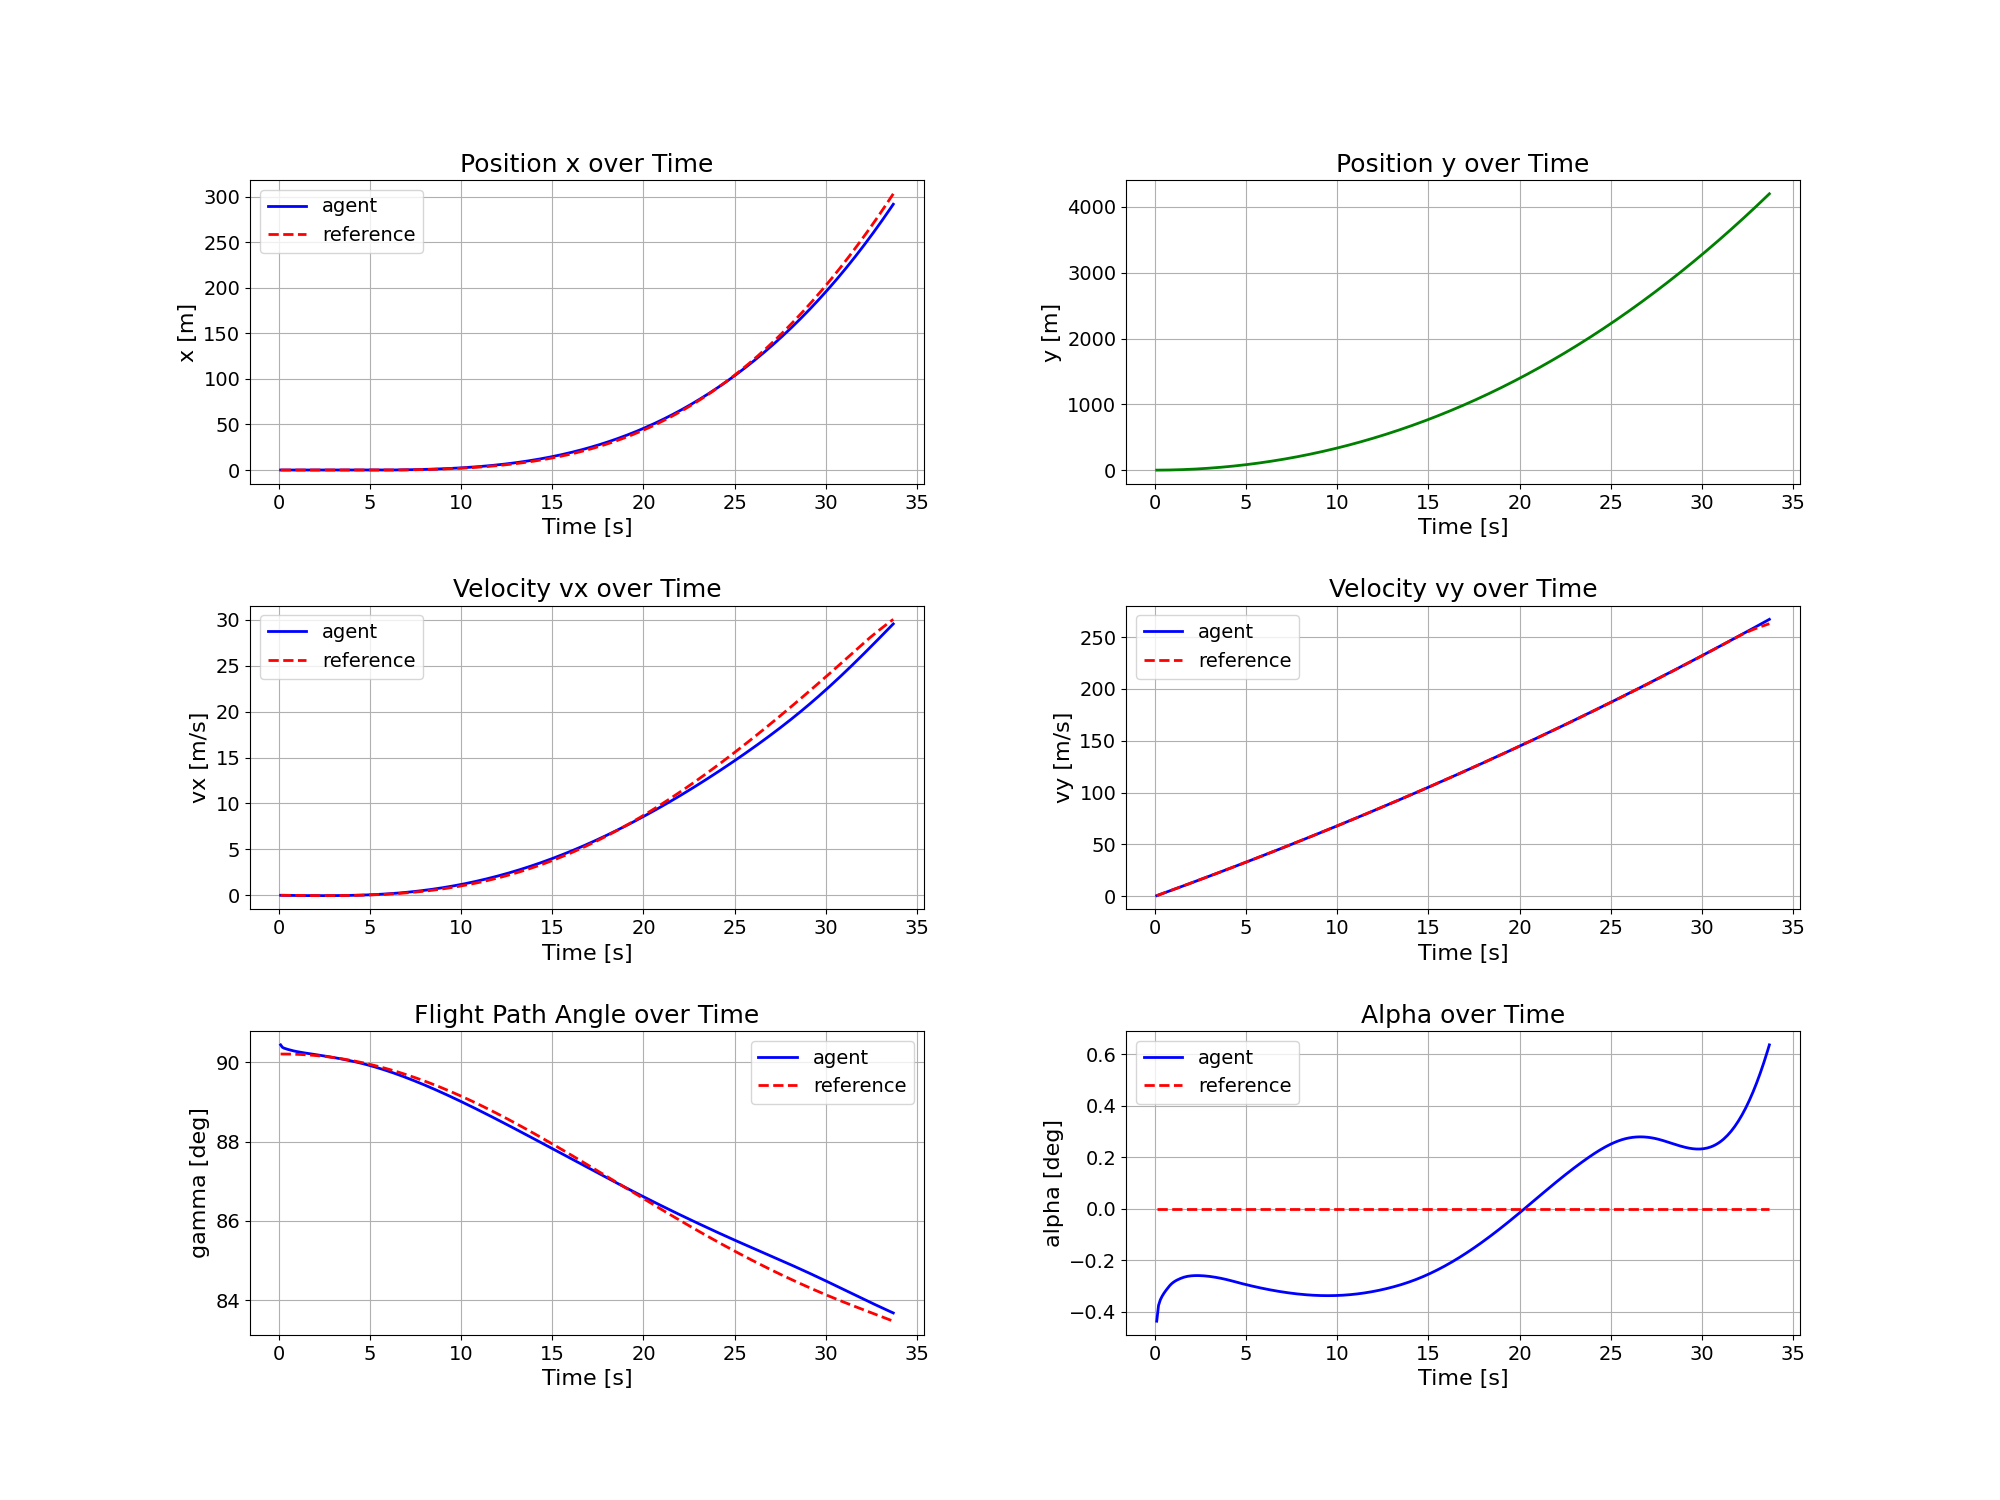 Position x over Time
300
250
200
150
100
50
0
x [m]
agent
reference
0 5 10 15 20 25 30 35
Time [s]
Position y over Time
4000
3000
2000
1000
0
y [m]
0 5 10 15 20 25 30 35
Time [s]
Velocity vx over Time
30
25
20
15
10
5
0
vx [m/s]
agent
reference
0 5 10 15 20 25 30 35
Time [s]
Velocity vy over Time
250
200
150
100
50
0
vy [m/s]
agent
reference
0 5 10 15 20 25 30 35
Time [s]
Flight Path Angle over Time
90
88
86
84
gamma [deg]
agent
reference
0 5 10 15 20 25 30 35
Time [s]
Alpha over Time
0.6
0.4
0.2
0.0
−0.2
−0.4
alpha [deg]
agent
reference
0 5 10 15 20 25 30 35
Time [s]